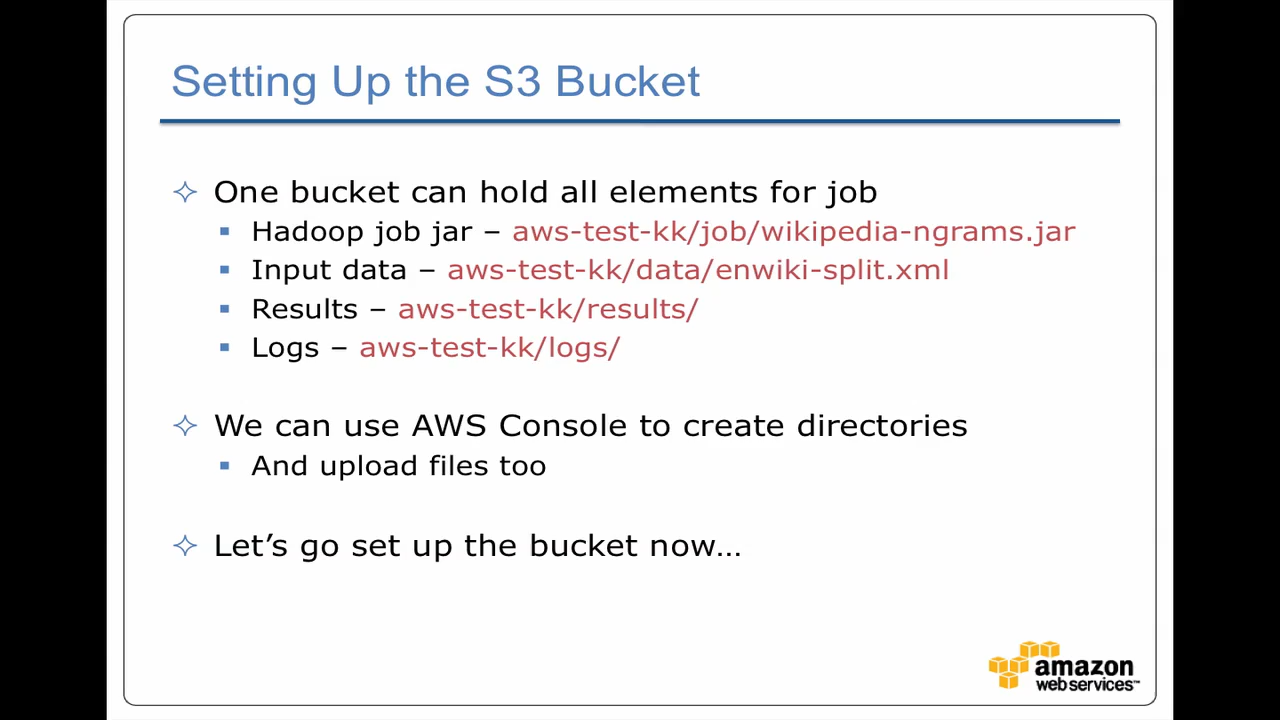 Setting Up the S3 Bucket
One bucket can hold all elements for job
Hadoop job jar – aws-test-kk/job/wikipedia-ngrams.jar
Input data – aws-test-kk/data/enwiki-split.xml
Results – aws-test-kk/results/
Logs – aws-test-kk/logs/
We can use AWS Console to create directories
And upload files too
Let’s go set up the bucket now…
amazon
webservices™